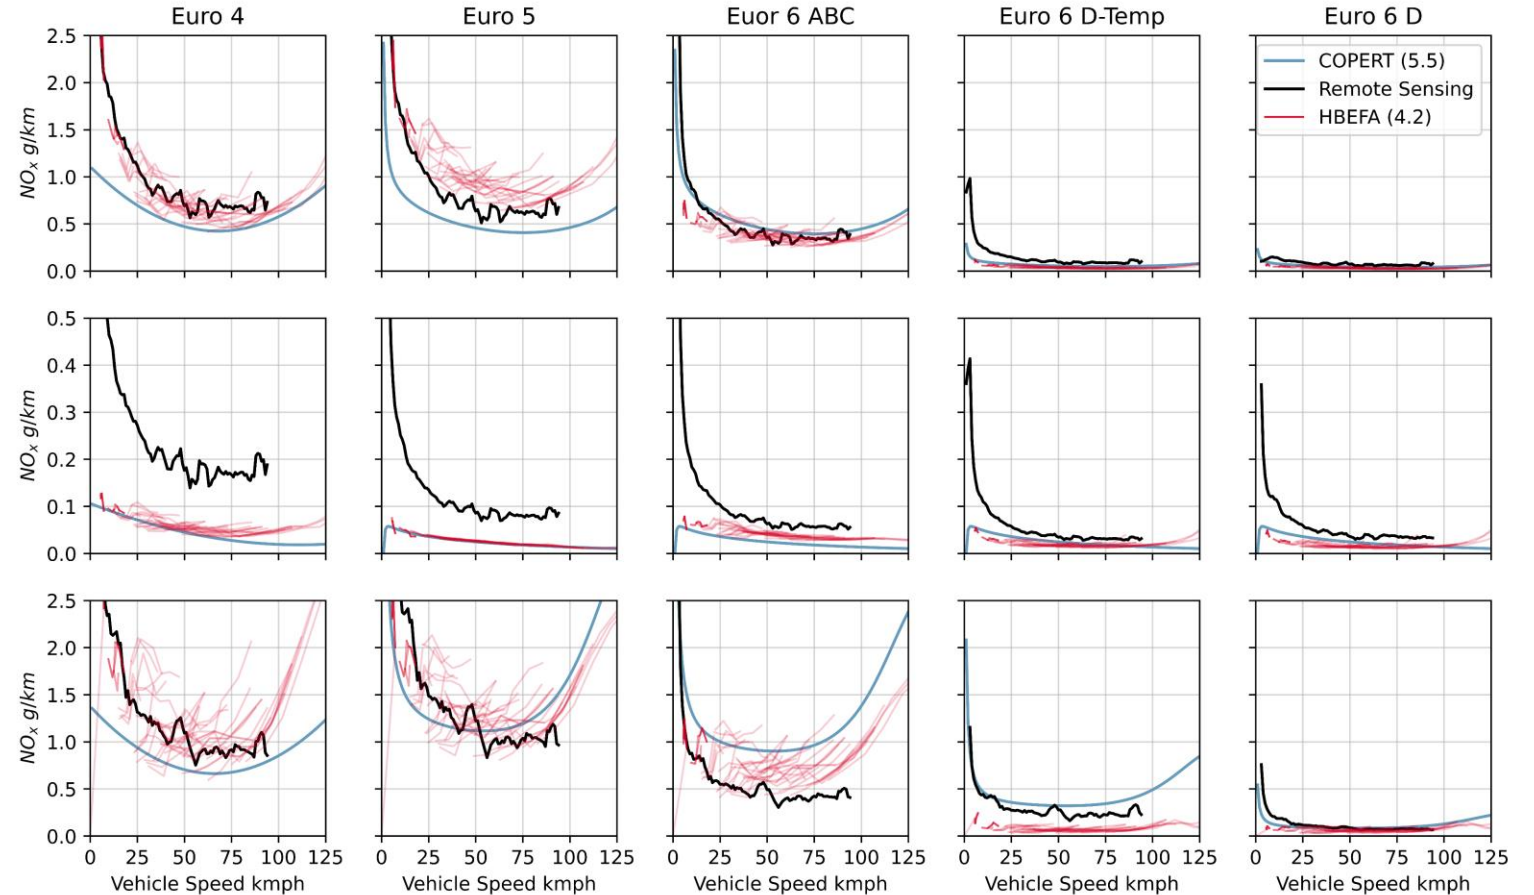 Euro 4 Euro 5 Euor 6 ABC Euro 6 D-Temp Euro 6 D
2.5
2.0
1.5
1.0
0.5
0.0
NOx g/km
COPERT (5.5)
Remote Sensing
HBEFA (4.2)
0.5
0.4
0.3
0.2
0.1
0.0
NOx g/km
2.5
2.0
1.5
1.0
0.5
0.0
NOx g/km
0 25 50 75 100 125 0 25 50 75 100 125 0 25 50 75 100 125 0 25 50 75 100 125 0 25 50 75 100 125
Vehicle Speed kmph Vehicle Speed kmph Vehicle Speed kmph Vehicle Speed kmph Vehicle Speed kmph